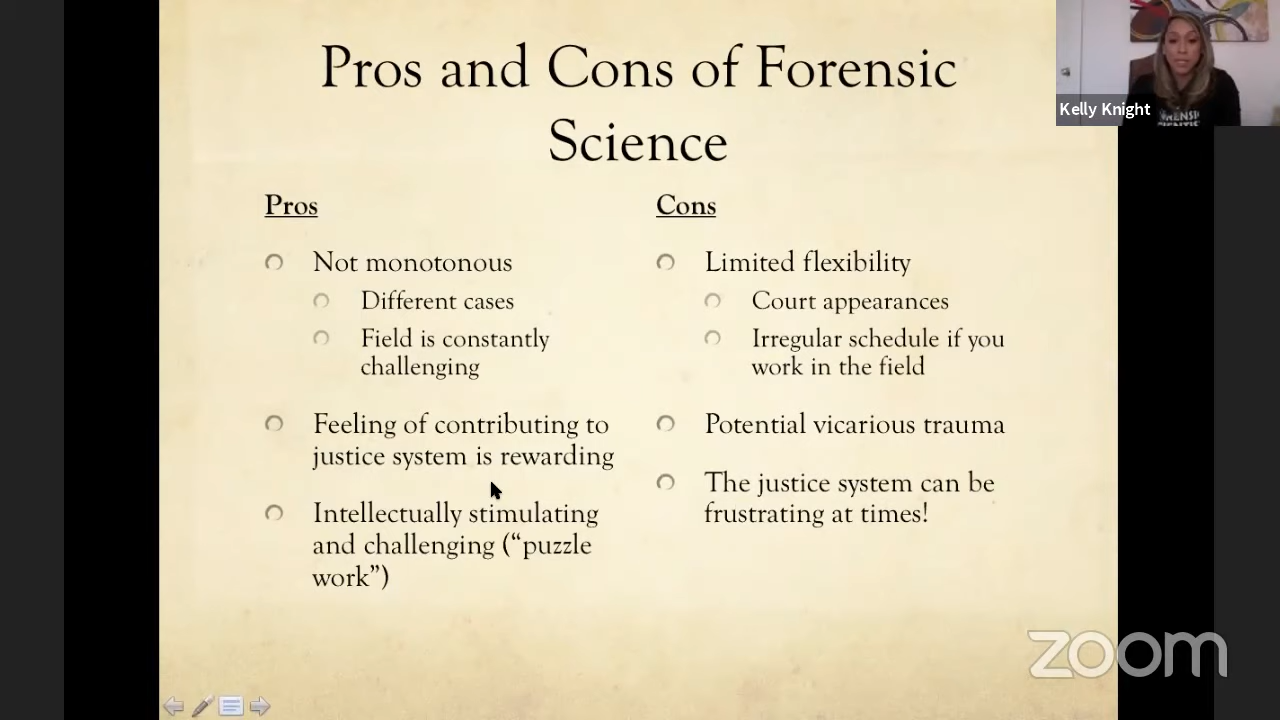 Pros and Cons of Forensic
Science
Kelly Knight
Pros
Not monotonous
Different cases
Field is constantly
challenging
Feeling of contributing to
justice system is rewarding
Intellectually stimulating
and challenging (“puzzle
work”)
Cons
Limited flexibility
Court appearances
Irregular schedule if you
work in the field
Potential vicarious trauma
The justice system can be
frustrating at times!
zoom